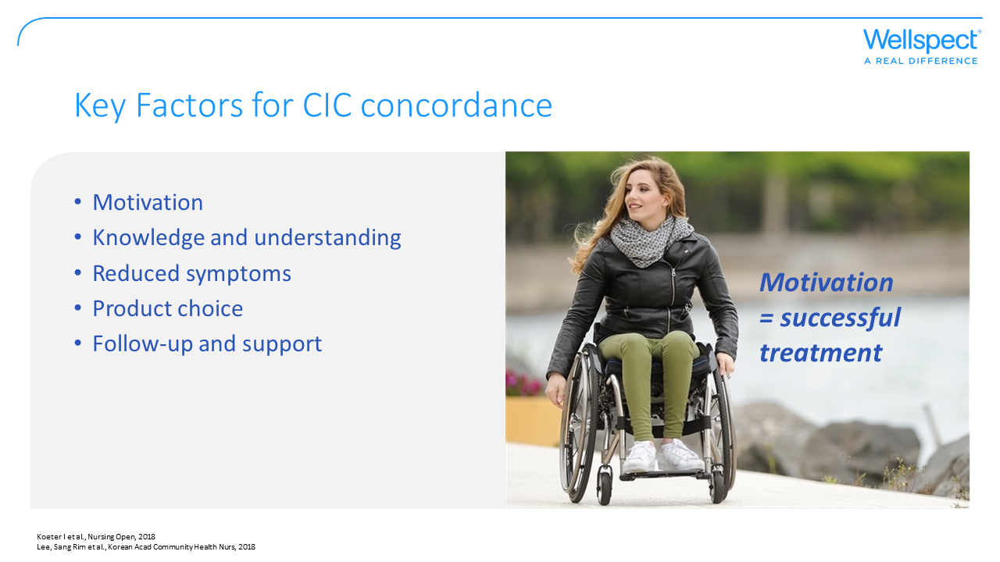 Wellspect®
A REAL DIFFERENCE
Key Factors for CIC concordance
• Motivation
• Knowledge and understanding
• Reduced symptoms
• Product choice
• Follow-up and support
Motivation
= successful
treatment
Koeter I et al., Nursing Open, 2018
Lee, Sang Rim et al., Korean Acad Community Health Nurs, 2018